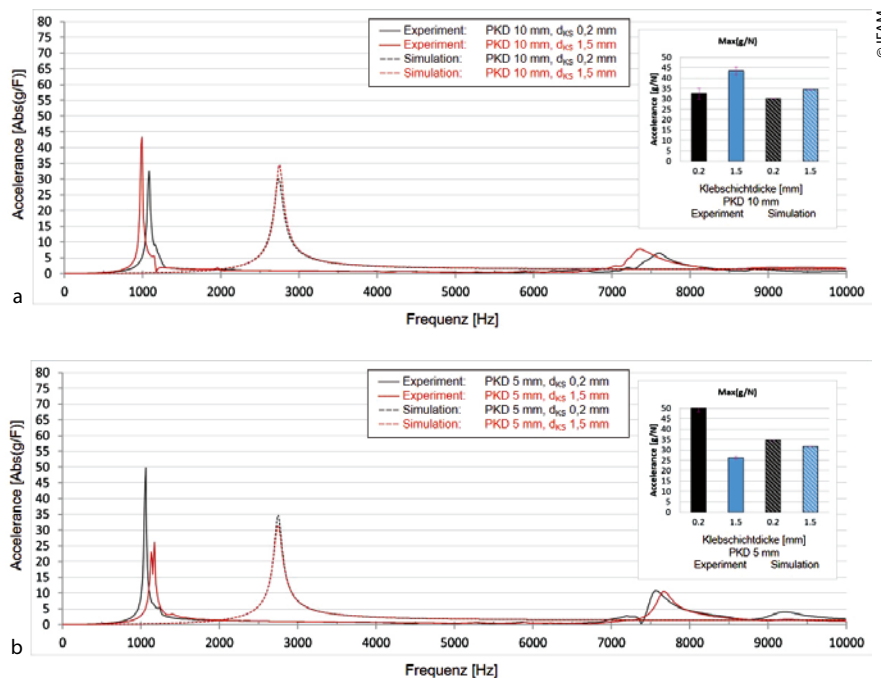 © IFAM
80
75
70
65
60
55
50
45
40
35
30
25
20
15
10
5
0
Accelerance [Abs(g/F)]
Experiment: PKD 10 mm, dKS 0,2 mm
Experiment: PKD 10 mm, dKS 1,5 mm
Simulation: PKD 10 mm, dKS 0,2 mm
Simulation: PKD 10 mm, dKS 1,5 mm
Max(g/N)
50
45
40
35
30
25
20
15
10
5
0
Accelerance [g/N]
0.2 1.5 0.2 1.5
Klebschichtdicke [mm]
PKD 10 mm
Experiment Simulation
0 1000 2000 3000 4000 5000 6000 7000 8000 9000 10000
Frequenz [Hz]
a
80
75
70
65
60
55
50
45
40
35
30
25
20
15
10
5
0
Accelerance [Abs(g/F)]
Experiment: PKD 5 mm, dKS 0,2 mm
Experiment: PKD 5 mm, dKS 1,5 mm
Simulation: PKD 5 mm, dKS 0,2 mm
Simulation: PKD 5 mm, dKS 1,5 mm
Max(g/N)
50
45
40
35
30
25
20
15
10
5
0
Accelerance [g/N]
0.2 1.5 0.2 1.5
Klebschichtdicke [mm]
PKD 5 mm
Experiment Simulation
0 1000 2000 3000 4000 5000 6000 7000 8000 9000 10000
Frequenz [Hz]
b